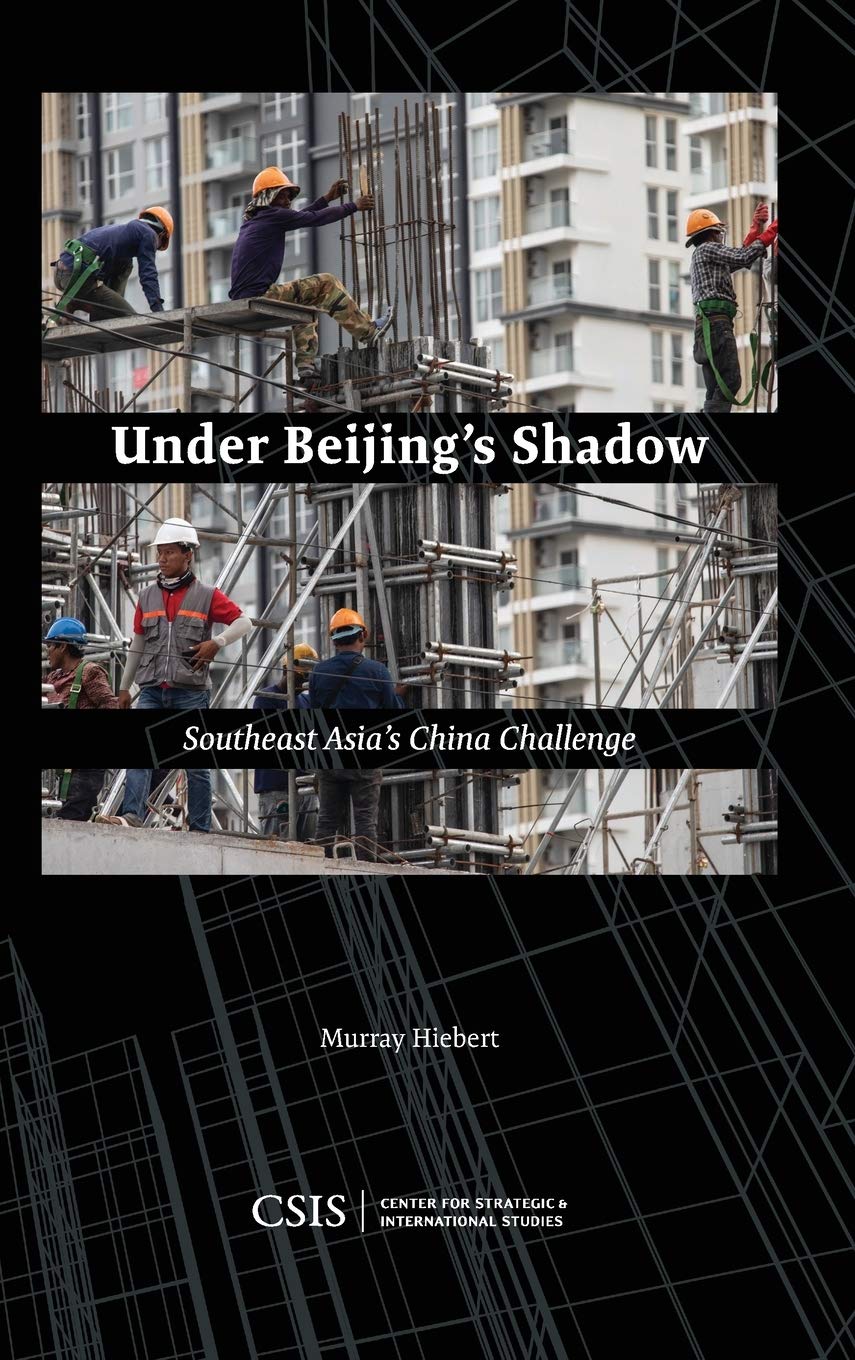 Under Beijing’s Shadow
Southeast Asia’s China Challenge
Murray Hiebert
CSIS
CENTER FOR STRATEGIC &
INTERNATIONAL STUDIES